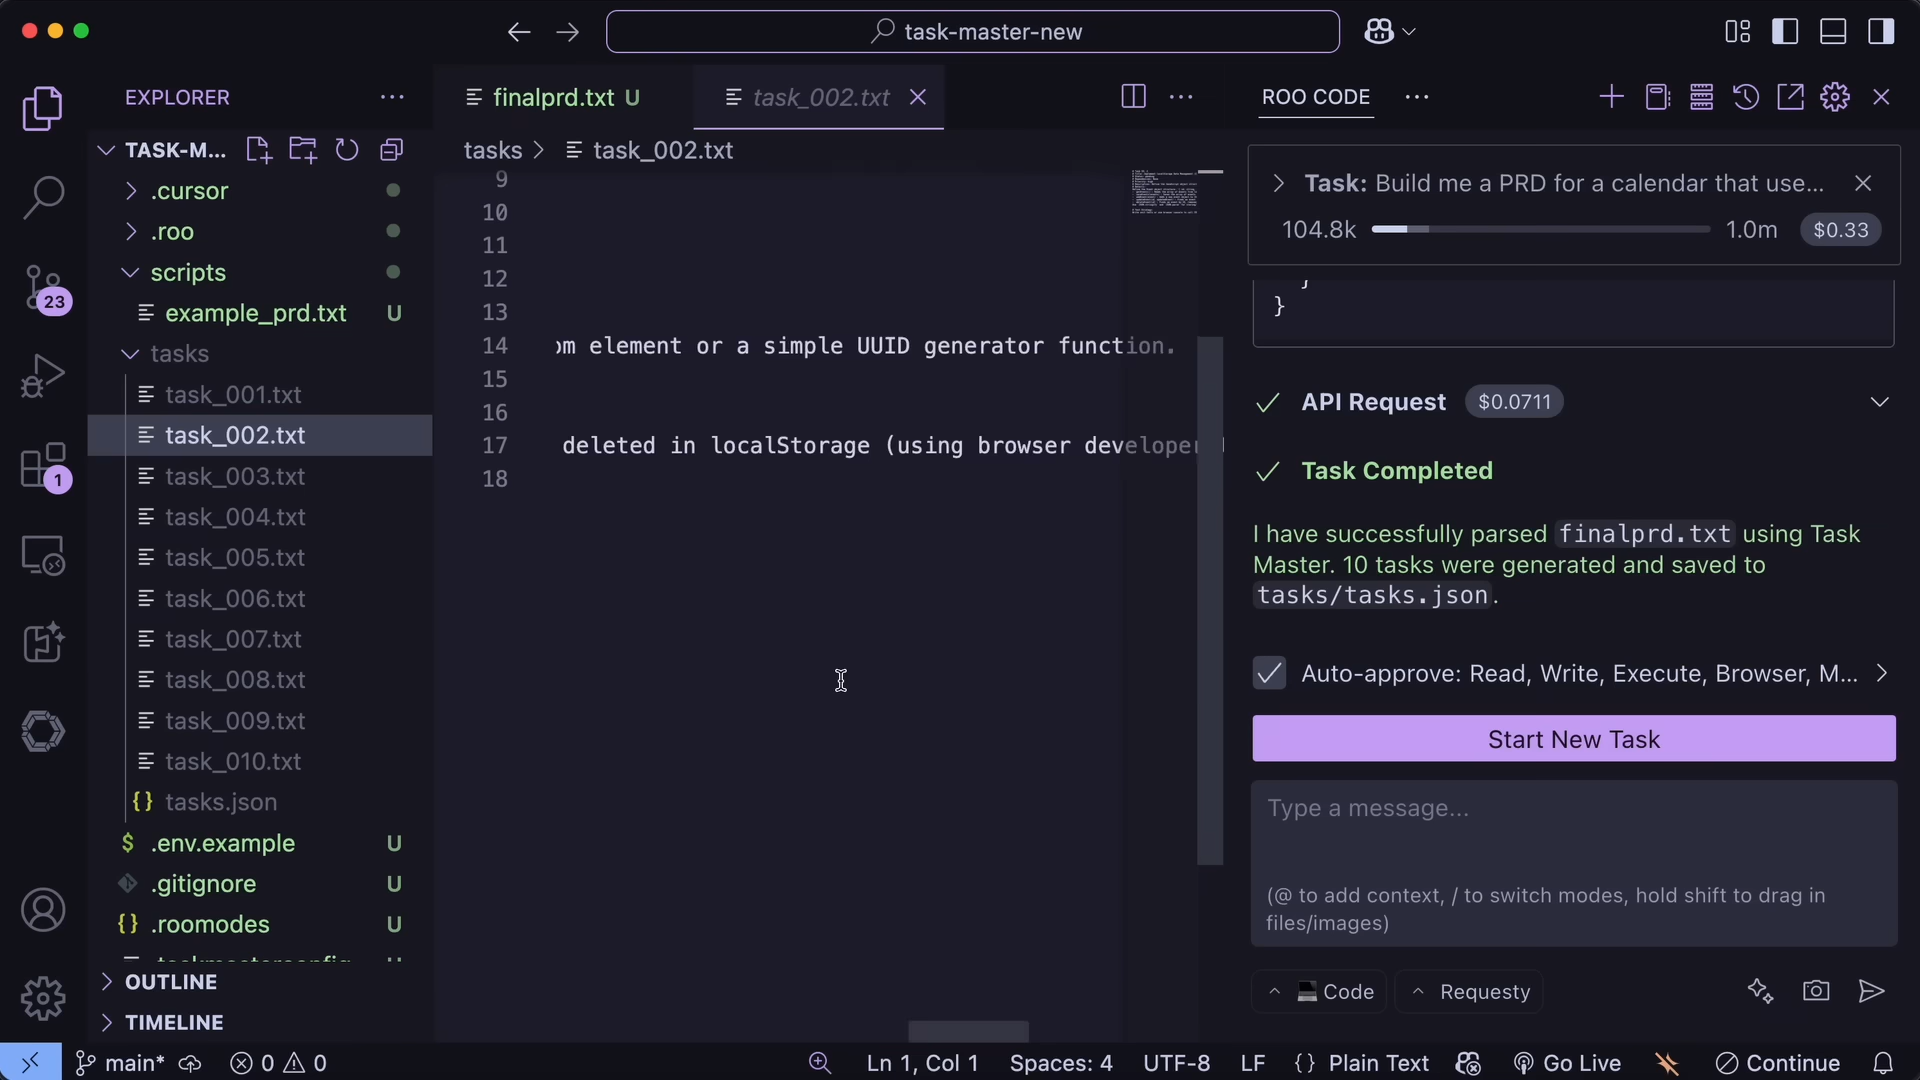 task-master-new
EXPLORER
TASK-M...
.cursor
.roo
scripts
example_prd.txt U
tasks
task_001.txt
task_002.txt
task_003.txt
task_004.txt
task_005.txt
task_006.txt
task_007.txt
task_008.txt
task_009.txt
task_010.txt
{} tasks.json
$ .env.example U
.gitignore U
{} .roomodes U
OUTLINE
TIMELINE
23
1
finalprd.txt U
task_002.txt
tasks > task_002.txt
9
10
11
12
13
14 om element or a simple UUID generator function.
15
16
17 deleted in localStorage (using browser developer
18
ROO CODE
Task: Build me a PRD for a calendar that use...
104.8k 1.0m $0.33
}
}
API Request $0.0711
Task Completed
I have successfully parsed finalprd.txt using Task
Master. 10 tasks were generated and saved to
tasks/tasks.json.
Auto-approve: Read, Write, Execute, Browser, M...
Start New Task
Type a message...
(@ to add context, / to switch modes, hold shift to drag in
files/images)
Code
Requesty
main* 0 0 Ln 1, Col 1 Spaces: 4 UTF-8 LF {} Plain Text Go Live Continue